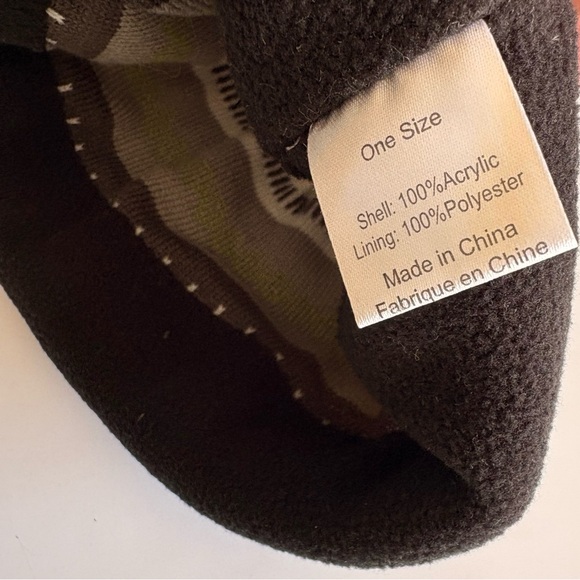 One Size
Shell: 100%Acrylic
Lining: 100%Polyester
Made in China
Fabrique en Chine